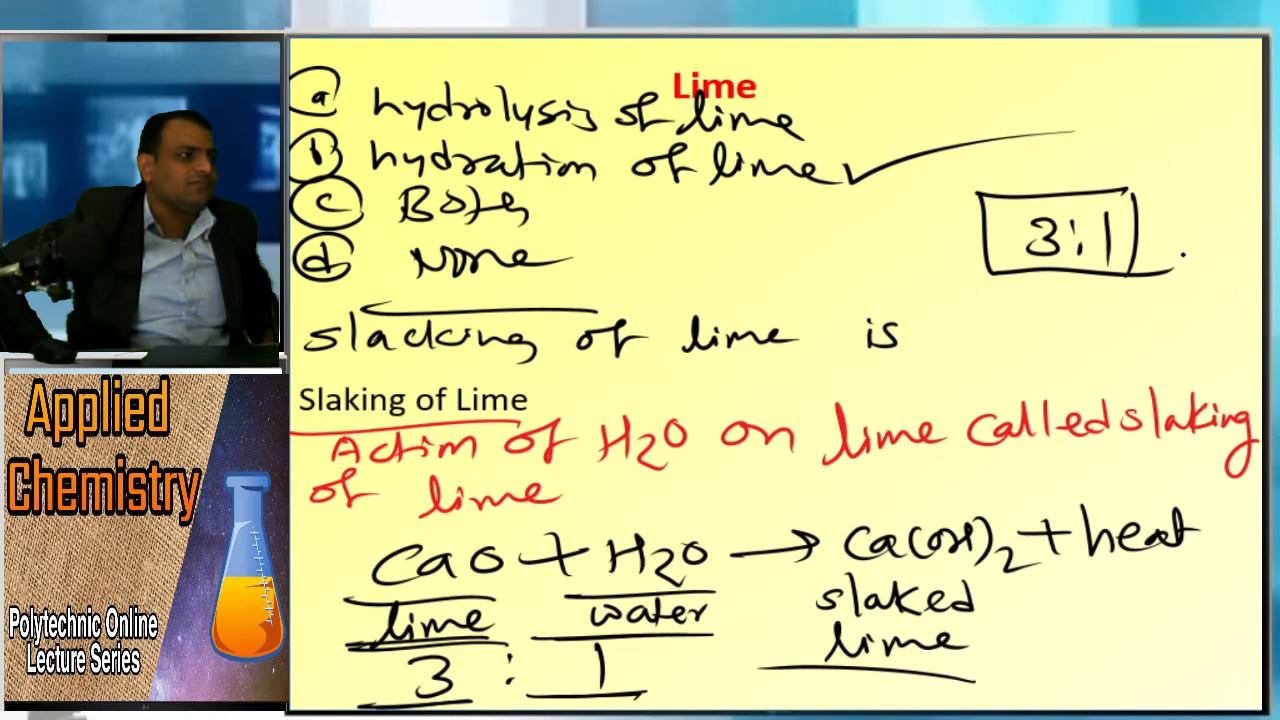 Lime
a hydrolysis of lime
b hydration of lime
c Both
d None
3:1
slacking of lime is
Slaking of Lime
Action of H2O on lime called slaking
of lime
CaO + H2O → Ca(OH)2 + heat
lime water slaked
lime
3 : 1
Applied
Chemistry
Polytechnic Online
Lecture Series